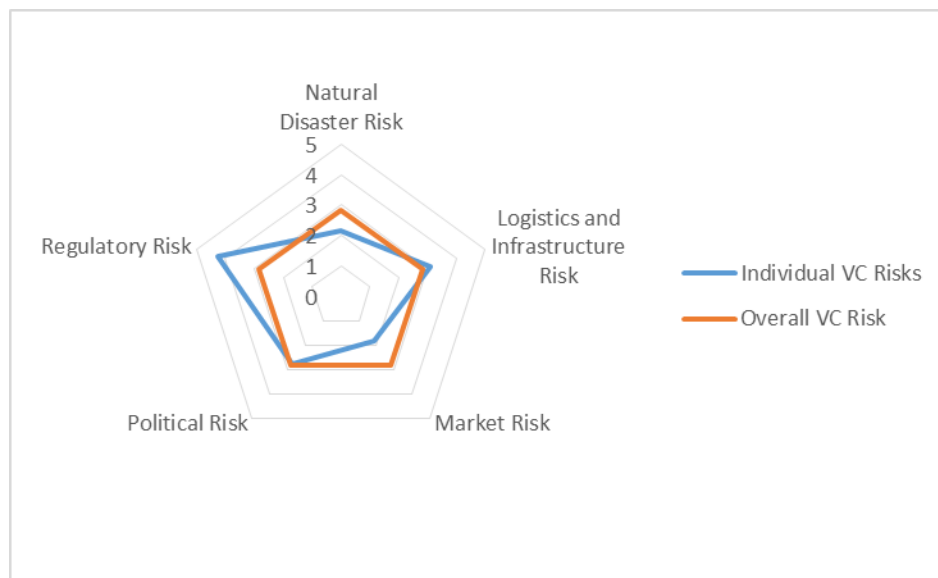 Natural
Disaster Risk
5
4
3
2
1
0
Logistics and
Infrastructure
Risk
Regulatory Risk
Individual VC Risks
Overall VC Risk
Political Risk
Market Risk